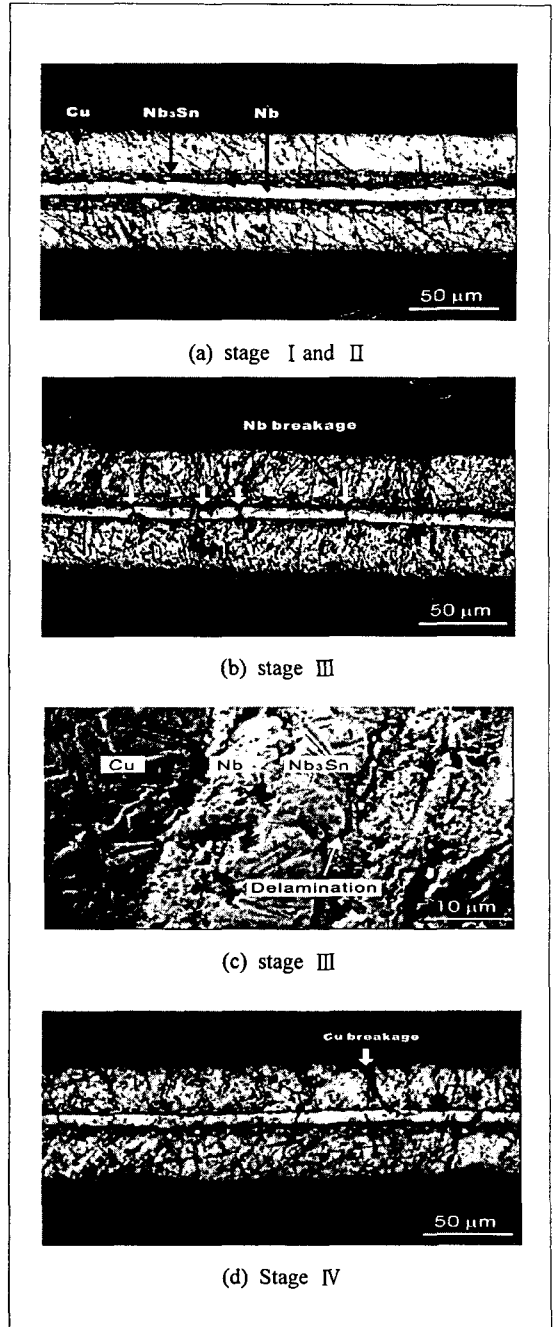 Cu Nb₃Sn Nb
50 μm
(a) stage Ⅰ and Ⅱ
Nb breakage
50 μm
(b) stage Ⅲ
Cu Nb Nb₃Sn
Delamination
10 μm
(c) stage Ⅲ
Cu breakage
50 μm
(d) Stage Ⅳ